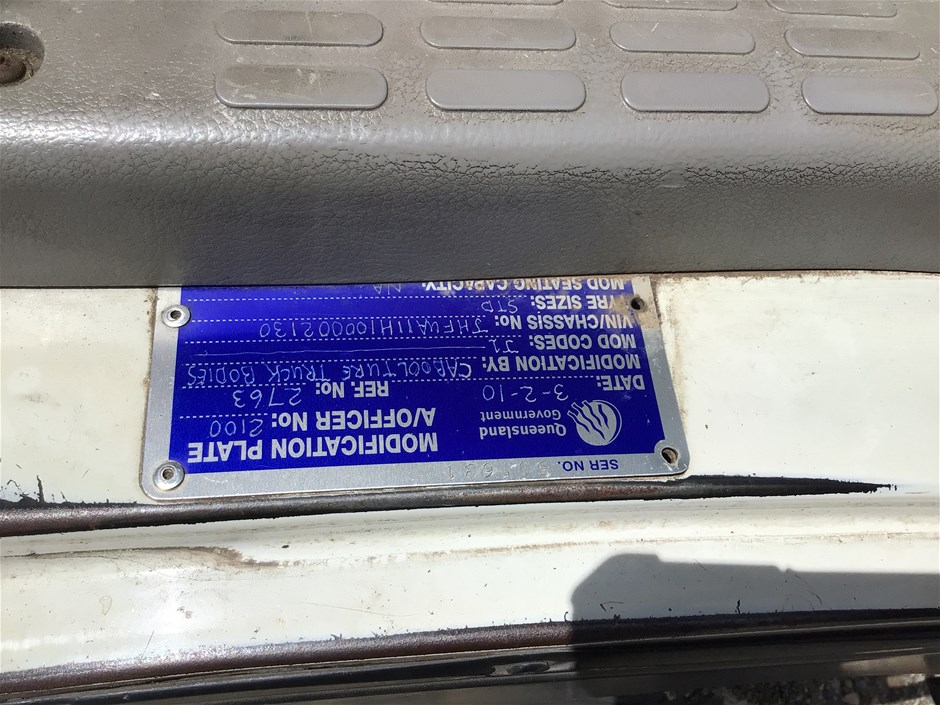 SER NO.
MODIFICATION PLATE
Queensland Government
A/OFFICER No: 2100
DATE: 3-2-10 REF. No: 2763
MODIFICATION BY: CABOOLTURE TRUCK BODIES
MOD CODES: J1
VIN/CHASSIS No: JHFWA11H100002130
TYRE SIZES: STD
MOD SEATING CAPACITY: NA